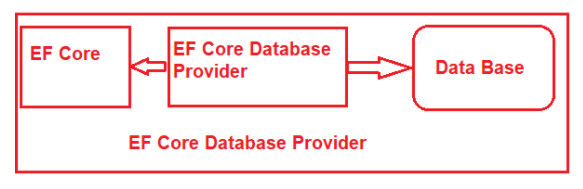 EF Core
EF Core Database
Provider
Data Base
EF Core Database Provider